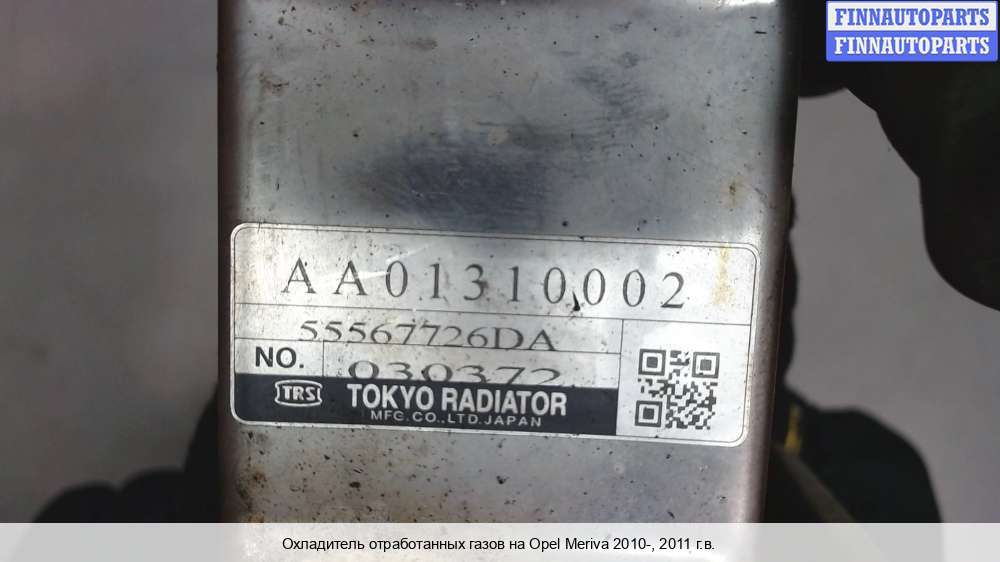 FINNAUTOPARTS
FINNAUTOPARTS
AA01310002
55567726DA
NO. 030372
TRS TOKYO RADIATOR
MFG.CO.,LTD.JAPAN
Охладитель отработанных газов на Opel Meriva 2010-, 2011 г.в.